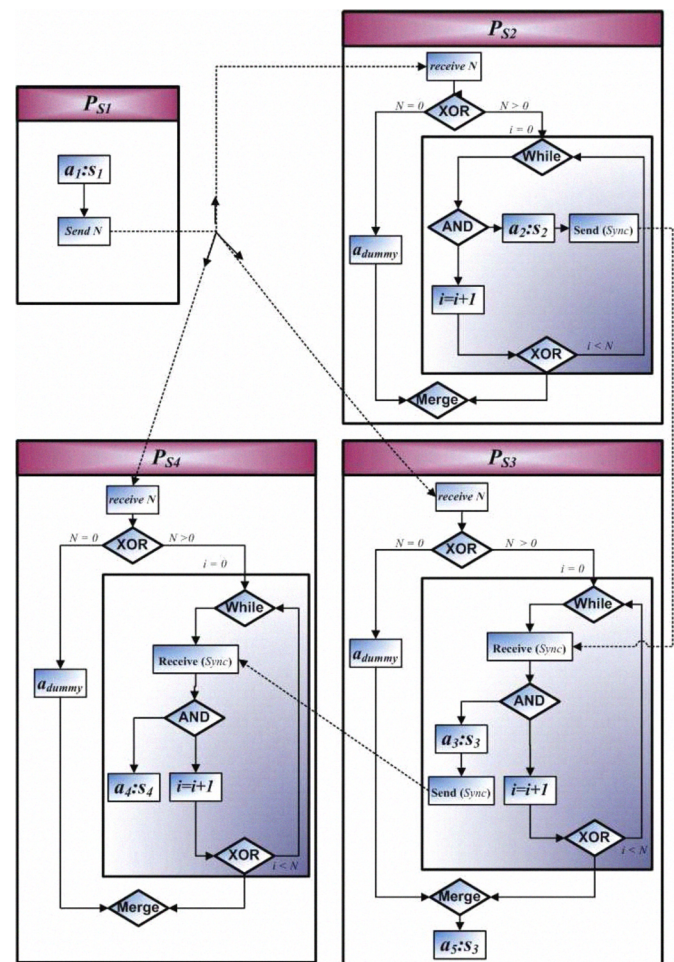 P_S1
a_1:s_1
Send N
P_S2
receive N
N = 0
XOR
N > 0
i = 0
While
AND
a_2:s_2
Send (Sync)
a_dummy
i=i+1
XOR
i < N
Merge
P_S4
receive N
N = 0
XOR
N >0
i = 0
While
Receive (Sync)
a_dummy
AND
a_4:s_4
i=i+1
XOR
i < N
Merge
P_S3
receive N
N = 0
XOR
N > 0
i = 0
While
Receive (Sync)
a_dummy
AND
a_3:s_3
Send (Sync)
i=i+1
XOR
i < N
Merge
a_5:s_3